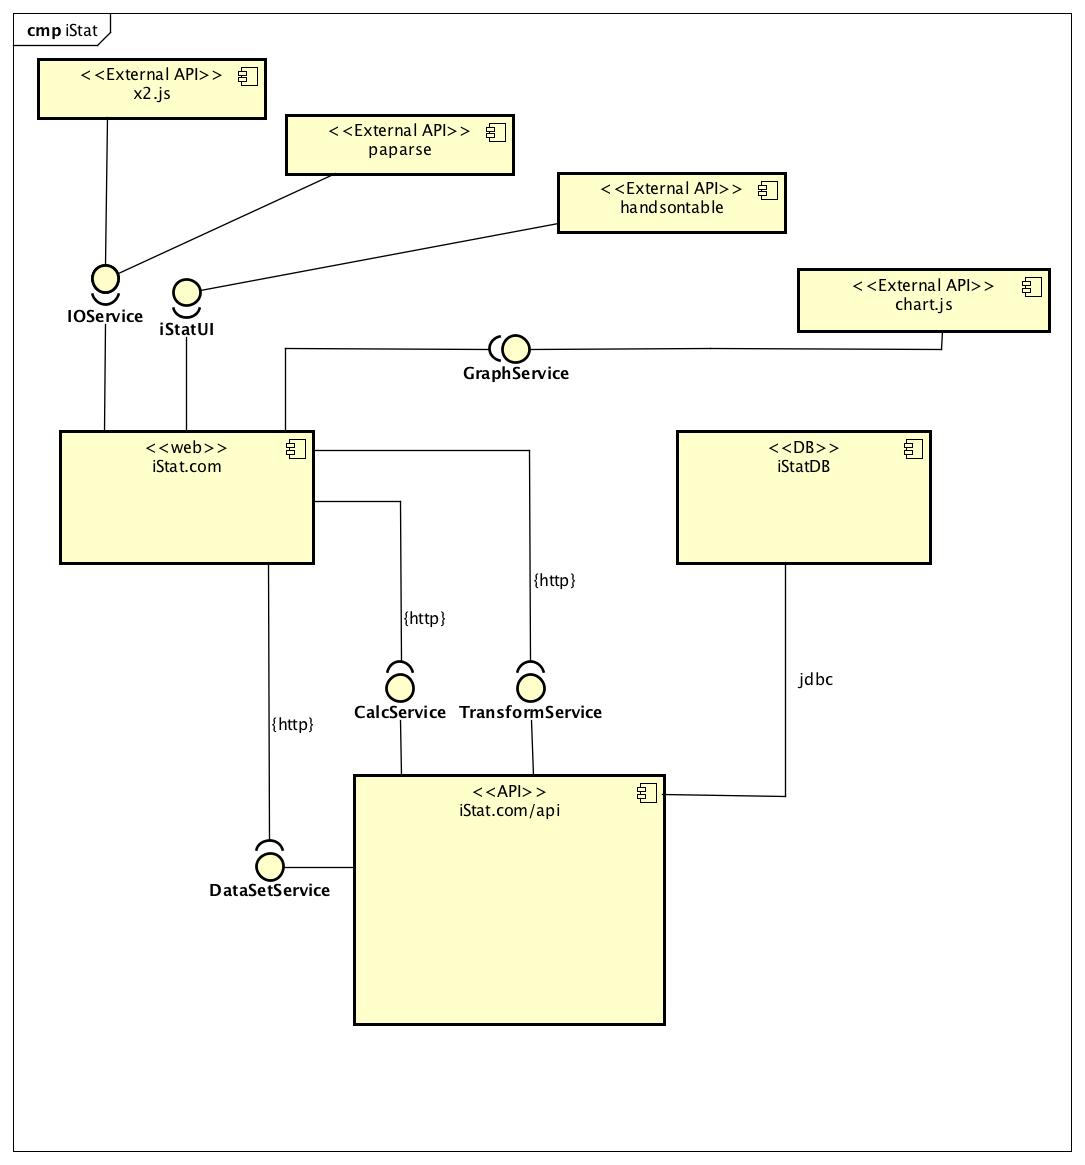 cmp iStat
<<External API>>
x2.js
<<External API>>
paparse
<<External API>>
handsontable
<<External API>>
chart.js
IOService
iStatUI
GraphService
<<web>>
iStat.com
<<DB>>
iStatDB
{http}
{http}
jdbc
CalcService
TransformService
{http}
<<API>>
iStat.com/api
DataSetService